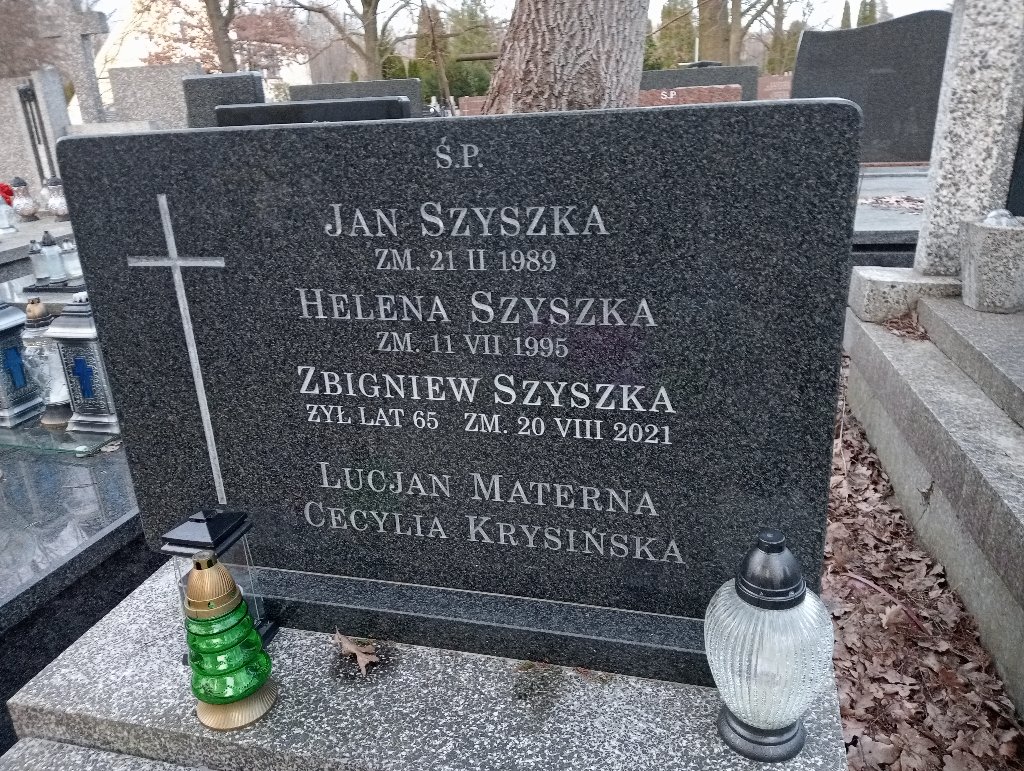 Ś.P.
JAN SZYSZKA
ZM. 21 II 1989
HELENA SZYSZKA
ZM. 11 VII 1995
ZBIGNIEW SZYSZKA
ZYŁ LAT 65 ZM. 20 VIII 2021
LUCJAN MATERNA
CECYLIA KRYSIŃSKA
Ś.P.